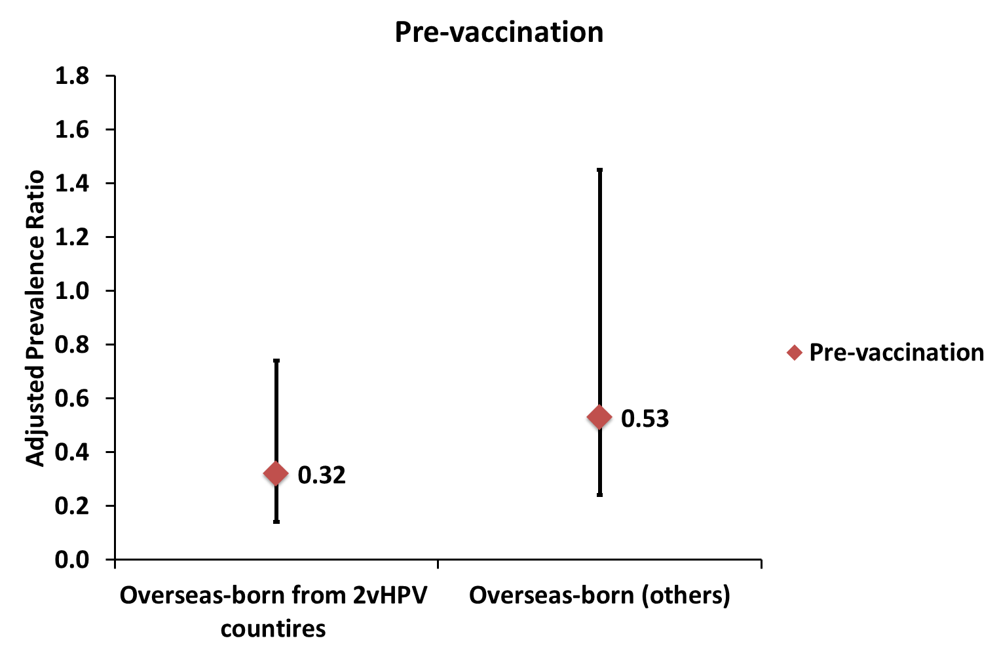 Pre-vaccination
Adjusted Prevalence Ratio
1.8
1.6
1.4
1.2
1.0
0.8
0.6
0.4
0.2
0.0
0.32
0.53
Overseas-born from 2vHPV
countires
Overseas-born (others)
Pre-vaccination